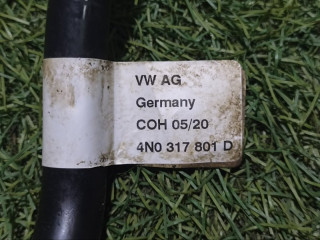 VW AG
Germany
COH 05/20
4N0 317 801 D